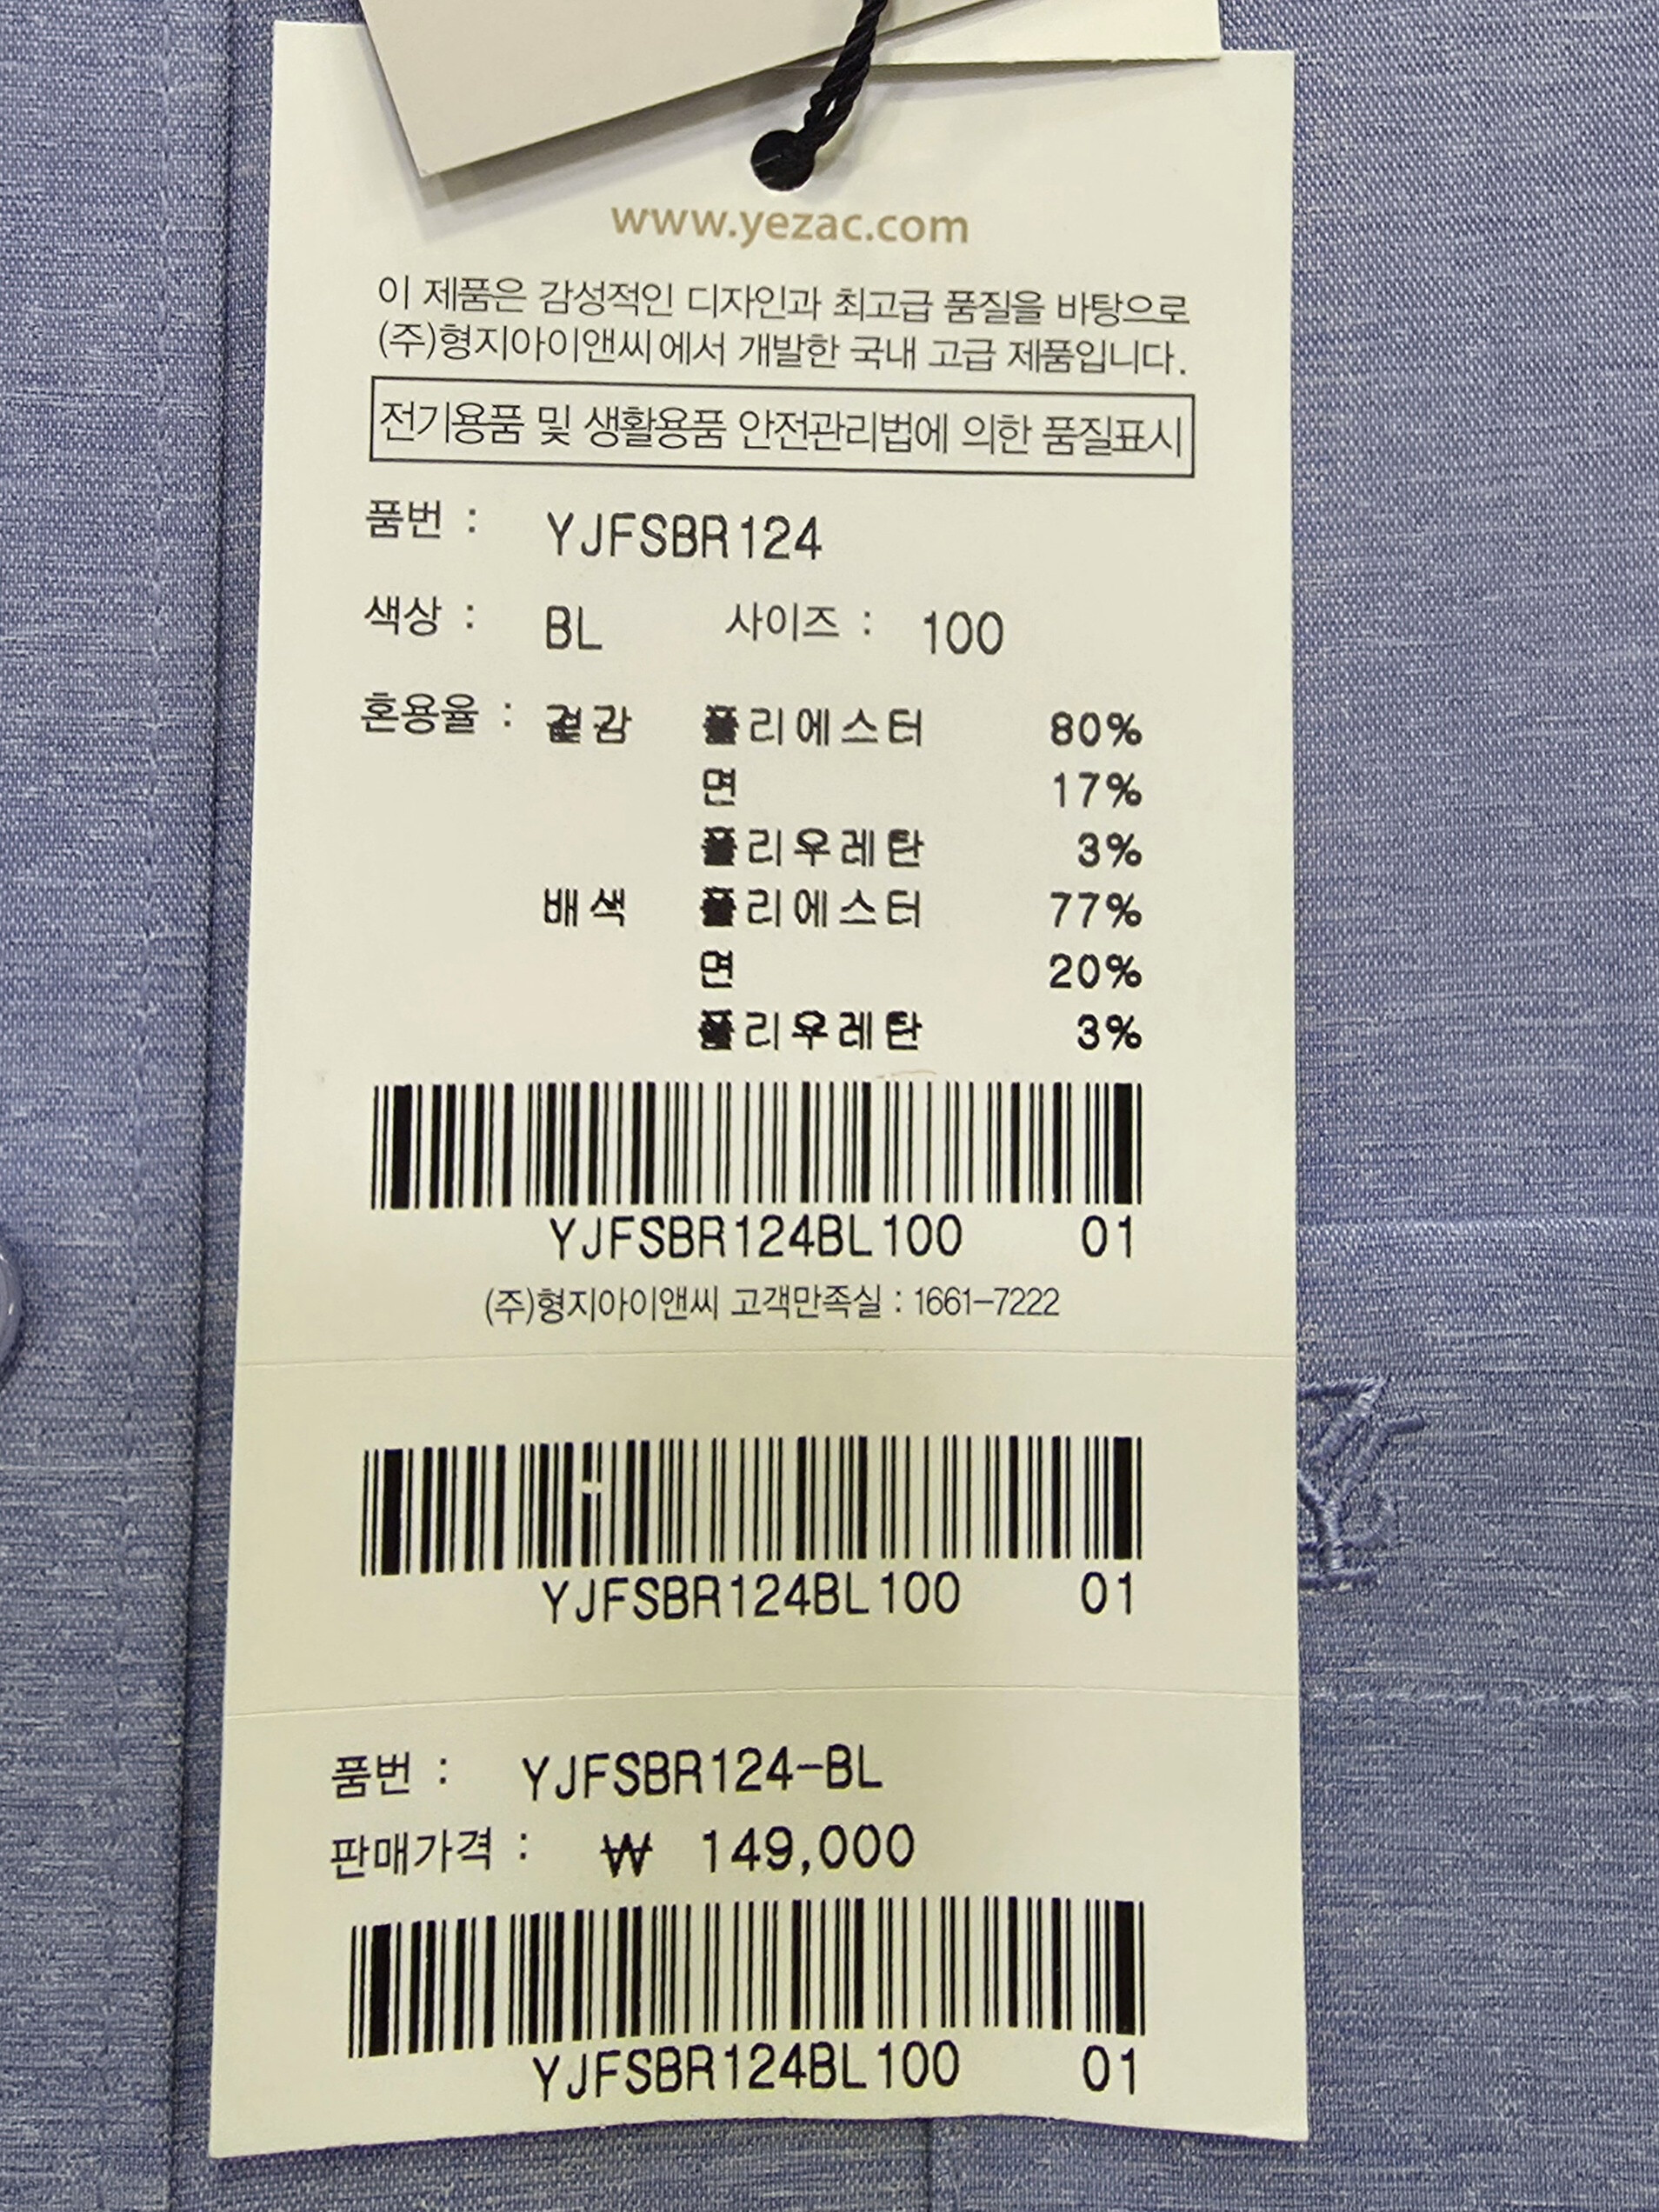 www.yezac.com
이 제품은 감성적인 디자인과 최고급 품질을 바탕으로
(주)형지아이앤씨에서 개발한 국내 고급 제품입니다.
전기용품 및 생활용품 안전관리법에 의한 품질표시
품번 : YJFSBR124
색상 : BL 사이즈 : 100
혼용율 : 겉감 폴리에스터 80%
면 17%
폴리우레탄 3%
배색 폴리에스터 77%
면 20%
폴리우레탄 3%
YJFSBR124BL100 01
(주)형지아이앤씨 고객만족실 : 1661-7222
YJFSBR124BL100 01
품번 : YJFSBR124-BL
판매가격 : ₩ 149,000
YJFSBR124BL100 01